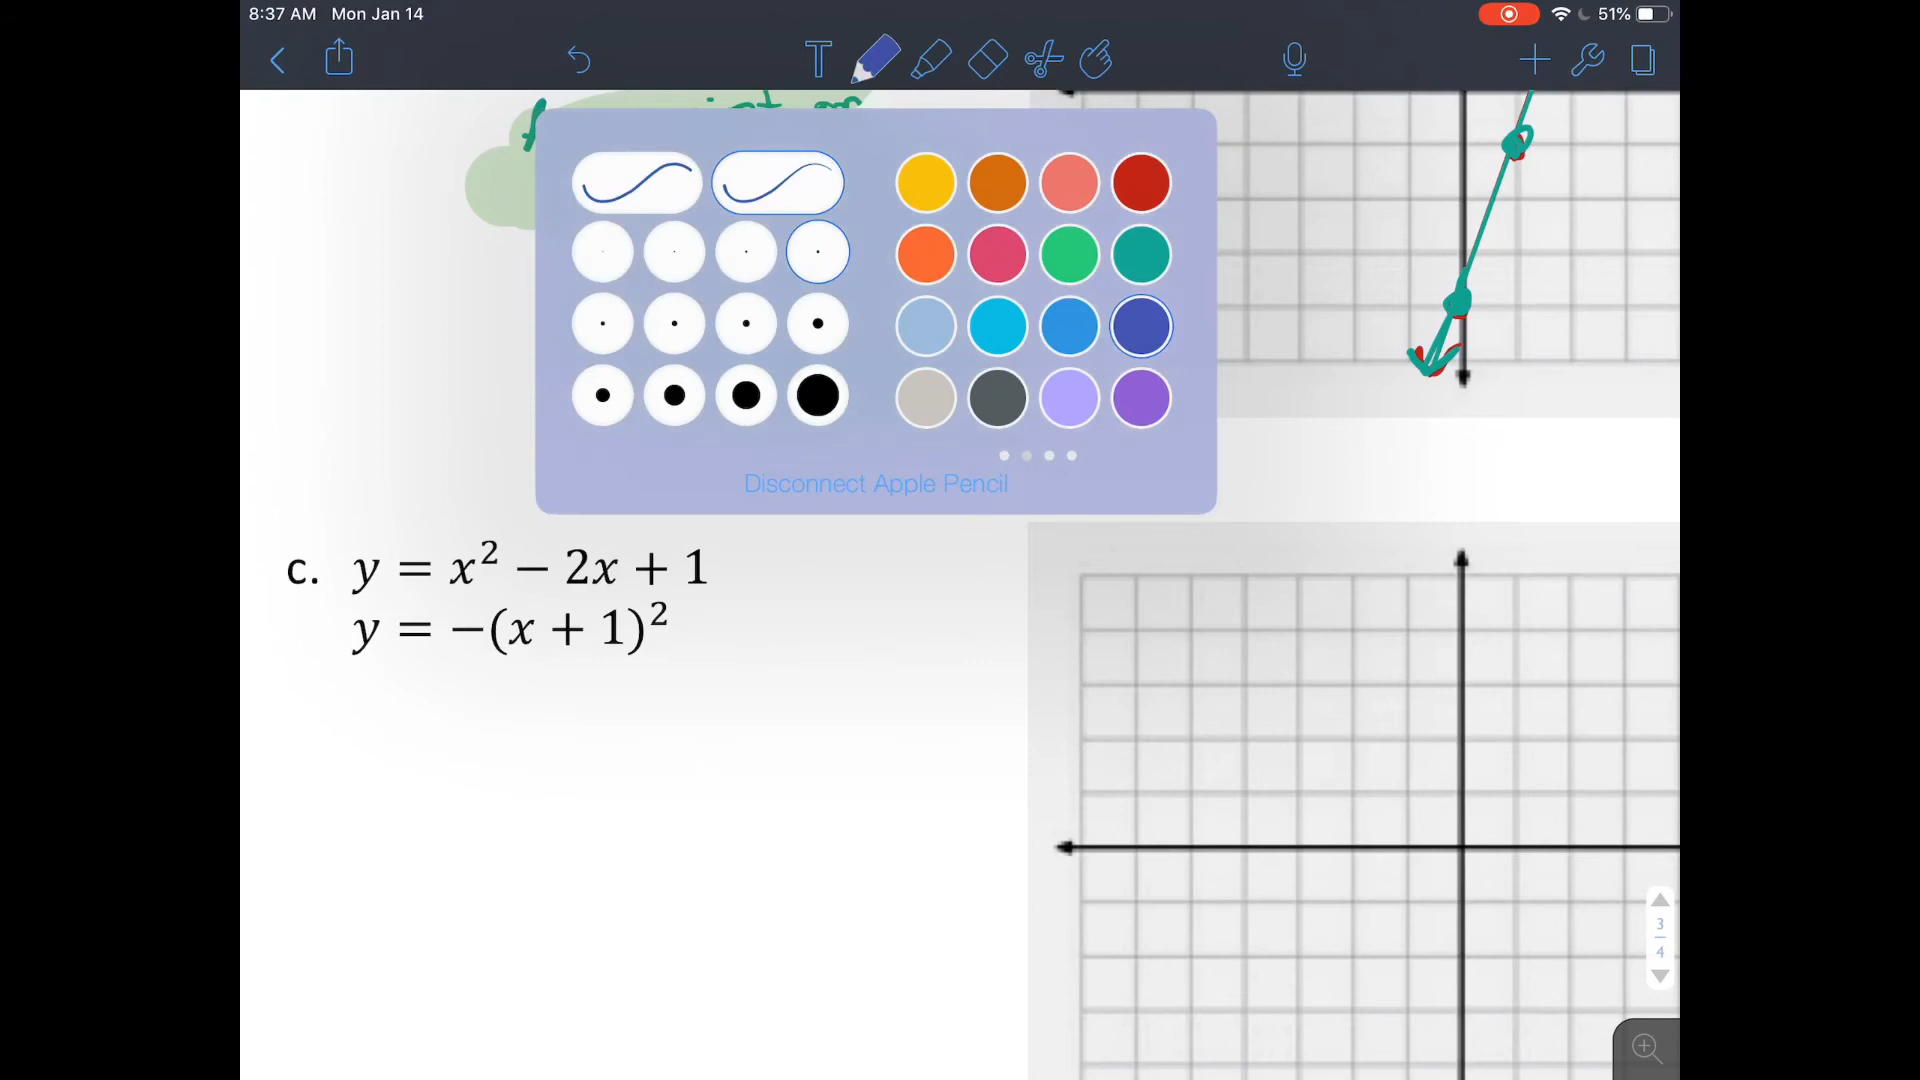 8:37 AM Mon Jan 14
51%
T
Disconnect Apple Pencil
c. y = x² − 2x + 1
y = −(x + 1)²
3
4